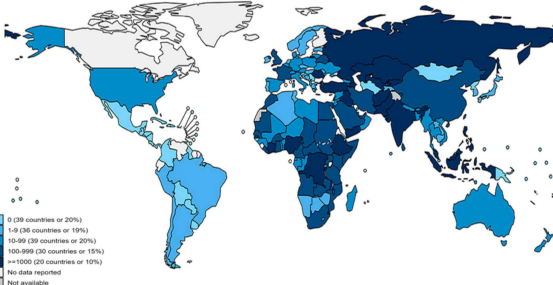 0 (39 countries or 20%)
1-9 (36 countries or 19%)
10-99 (39 countries or 20%)
100-999 (30 countries or 15%)
>=1000 (20 countries or 10%)
No data reported
Not available